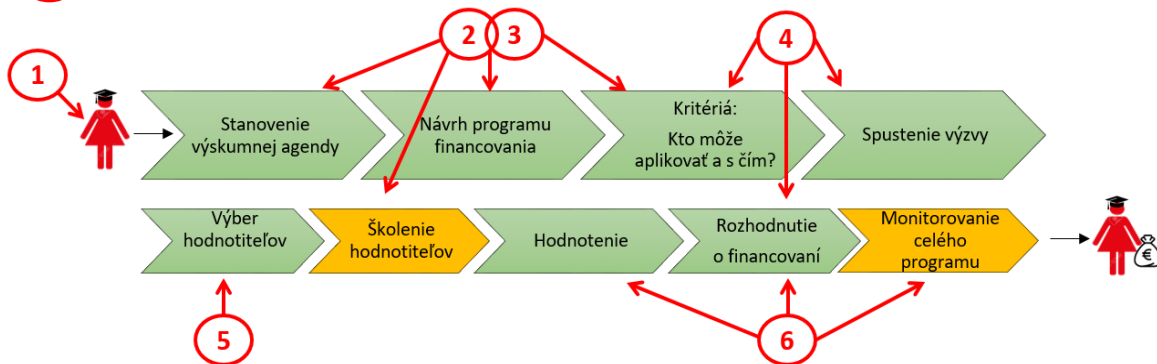 2 3
4
1
Stanovenie
výskumnej agendy
Návrh programu
financovania
Kritériá:
Kto môže
aplikovať a s čím?
Spustenie výzvy
Výber
hodnotiteľov
Školenie
hodnotiteľov
Hodnotenie
Rozhodnutie
o financovaní
Monitorovanie
celého
programu
€
5
6